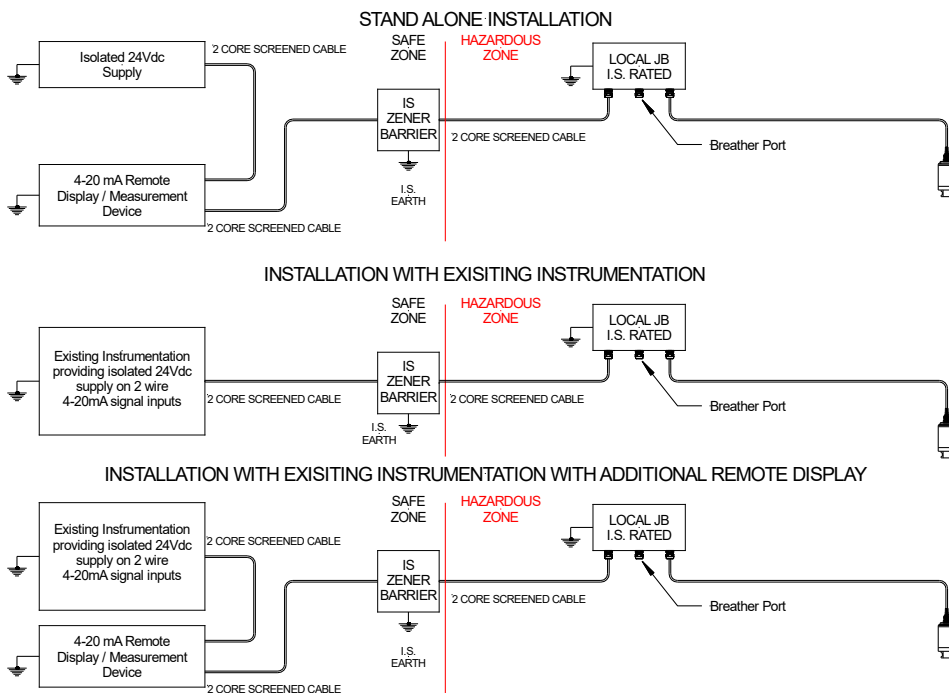 STAND ALONE INSTALLATION
Isolated 24Vdc
Supply
2 CORE SCREENED CABLE
SAFE
ZONE
HAZARDOUS
ZONE
LOCAL JB
I.S. RATED
IS
ZENER
BARRIER
2 CORE SCREENED CABLE
Breather Port
4-20 mA Remote
Display / Measurement
Device
I.S.
EARTH
2 CORE SCREENED CABLE
INSTALLATION WITH EXISITING INSTRUMENTATION
SAFE
ZONE
HAZARDOUS
ZONE
LOCAL JB
I.S. RATED
Existing Instrumentation
providing isolated 24Vdc
supply on 2 wire
4-20mA signal inputs
2 CORE SCREENED CABLE
IS
ZENER
BARRIER
2 CORE SCREENED CABLE
Breather Port
I.S.
EARTH
INSTALLATION WITH EXISITING INSTRUMENTATION WITH ADDITIONAL REMOTE DISPLAY
SAFE
ZONE
HAZARDOUS
ZONE
LOCAL JB
I.S. RATED
Existing Instrumentation
providing isolated 24Vdc
supply on 2 wire
4-20mA signal inputs
2 CORE SCREENED CABLE
IS
ZENER
BARRIER
2 CORE SCREENED CABLE
Breather Port
4-20 mA Remote
Display / Measurement
Device
I.S.
EARTH
2 CORE SCREENED CABLE